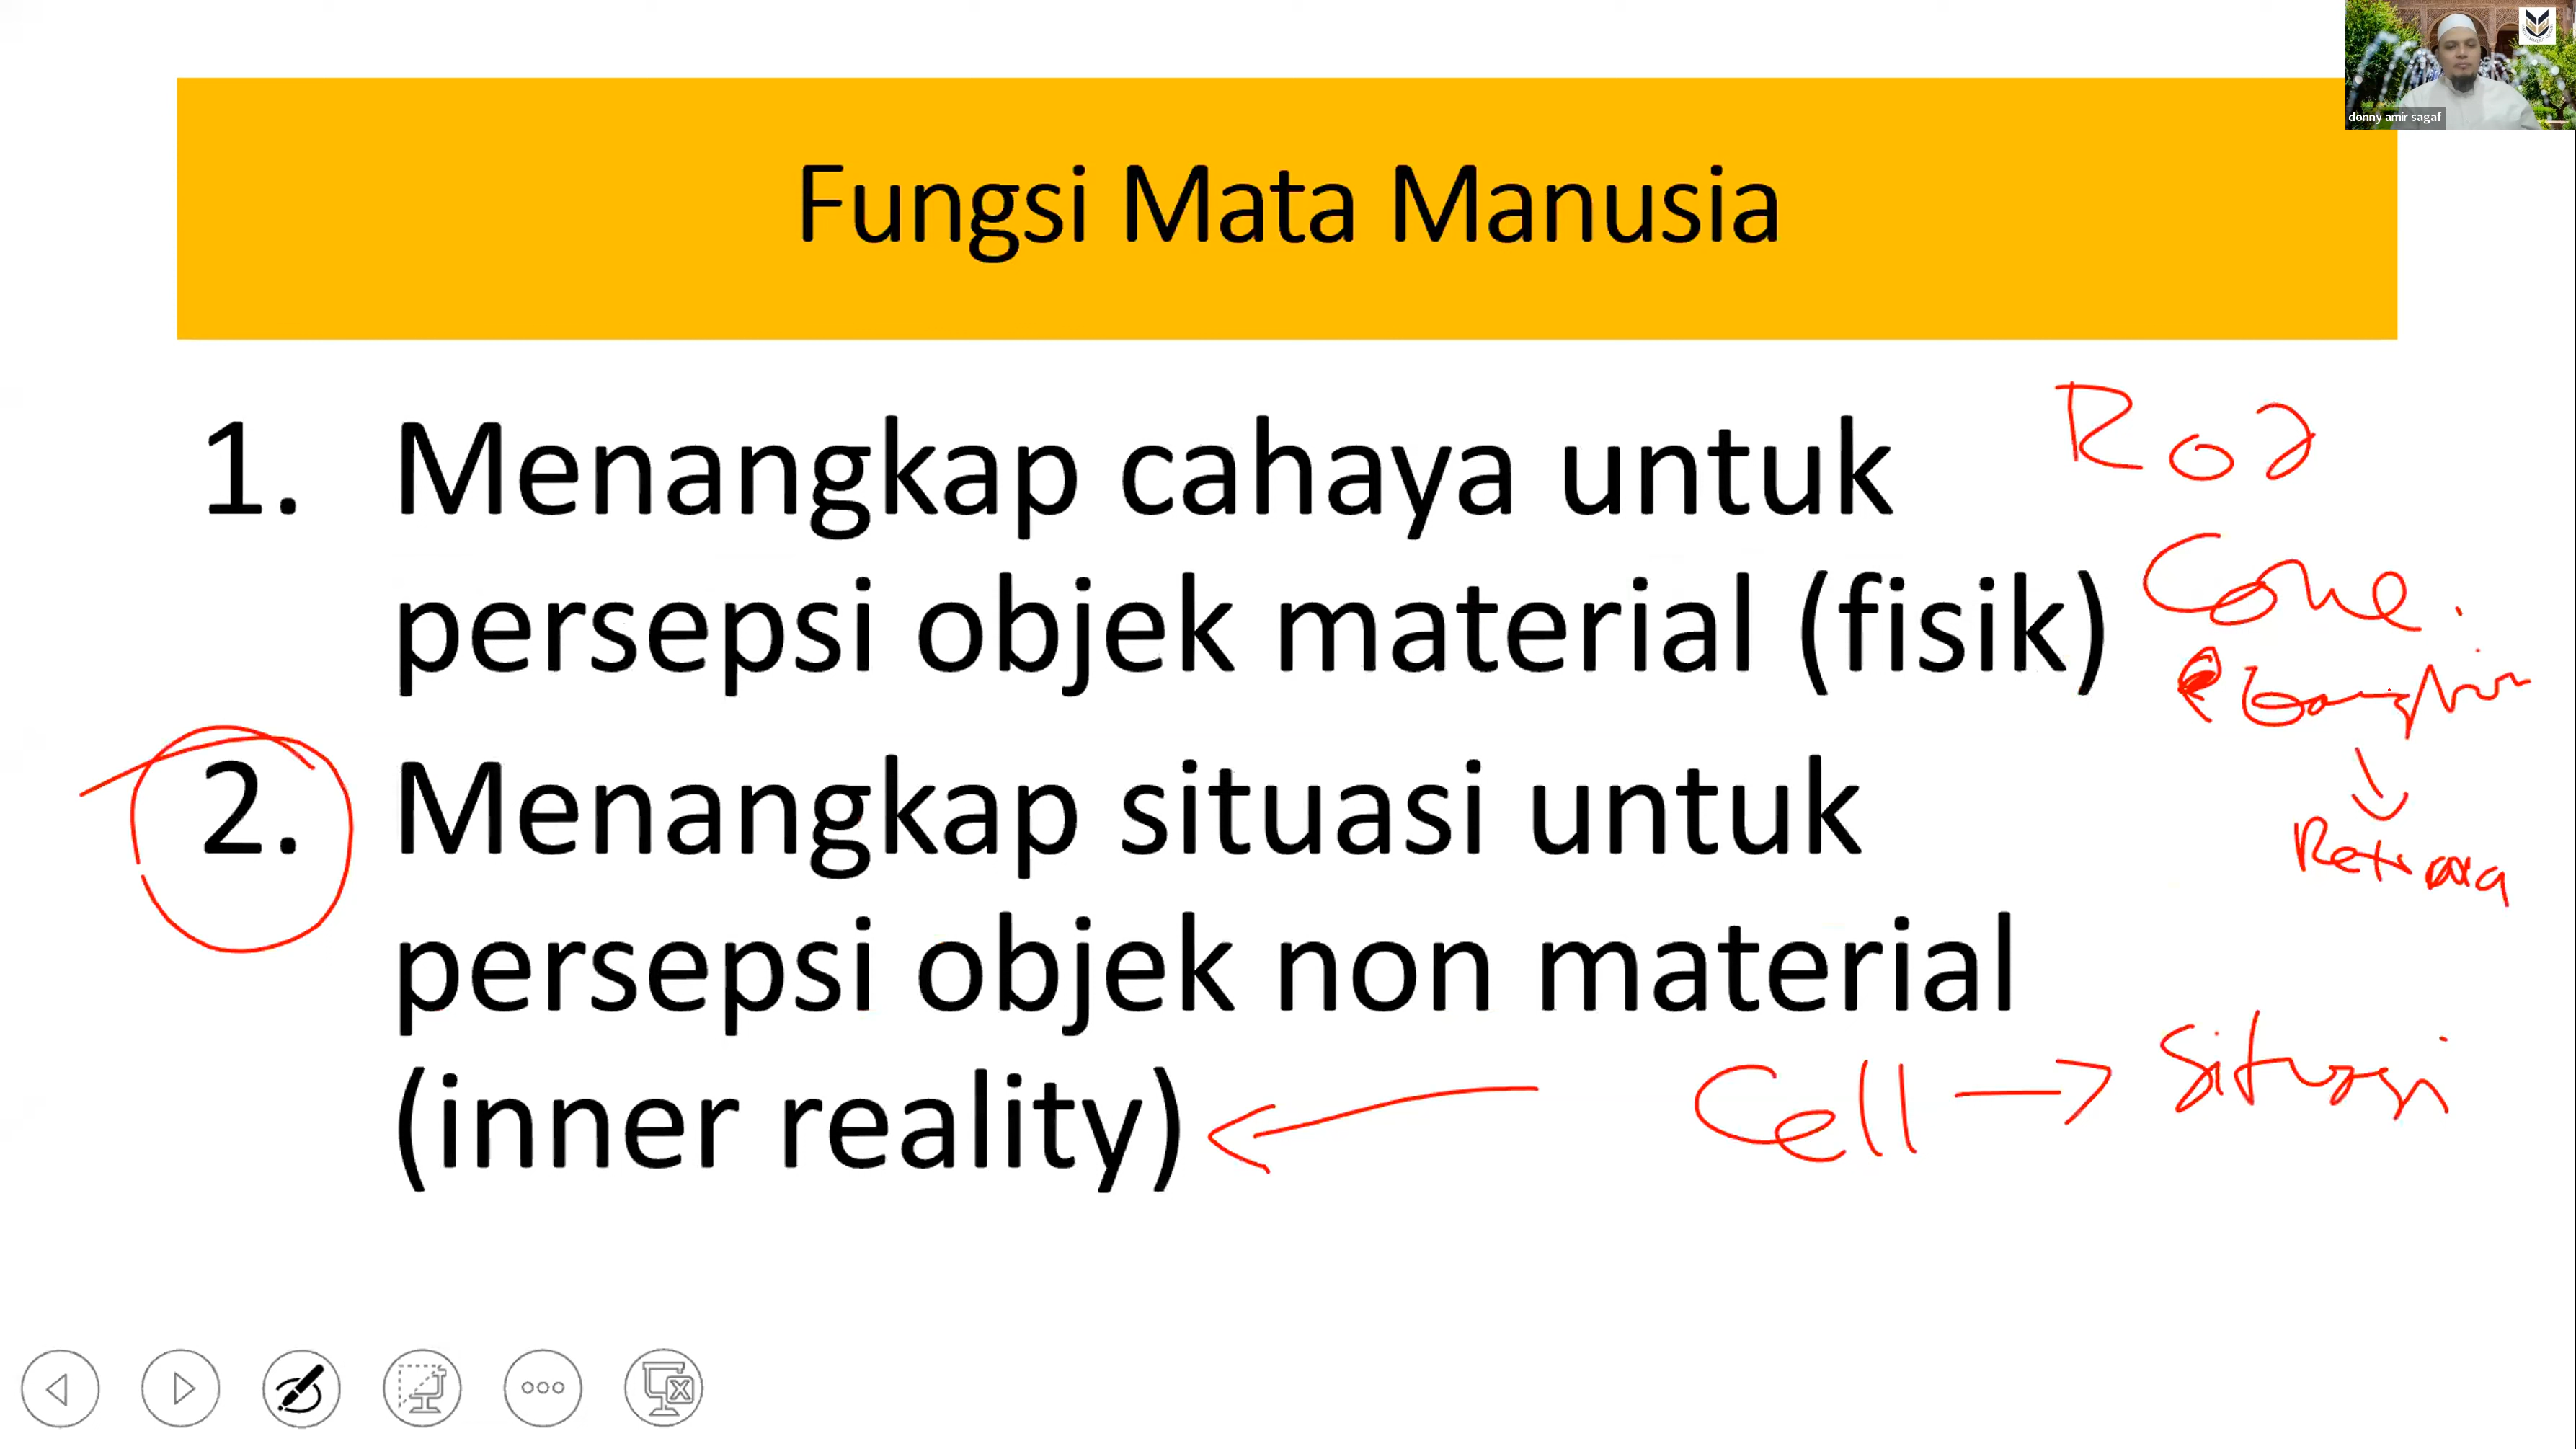 donny amir sagaf
Fungsi Mata Manusia
1. Menangkap cahaya untuk
persepsi objek material (fisik)
2. Menangkap situasi untuk
persepsi objek non material
(inner reality)
Rod
Cone.
Cell → Situasi